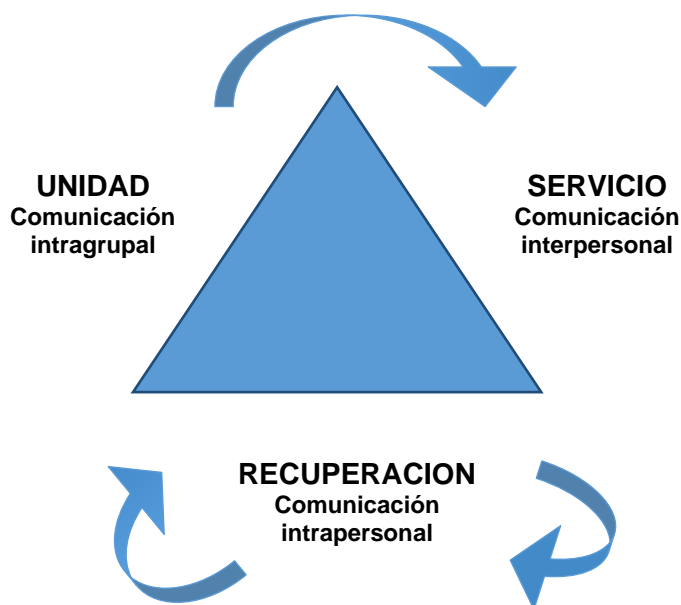 UNIDAD
Comunicación
intragrupal
SERVICIO
Comunicación
interpersonal
RECUPERACION
Comunicación
intrapersonal